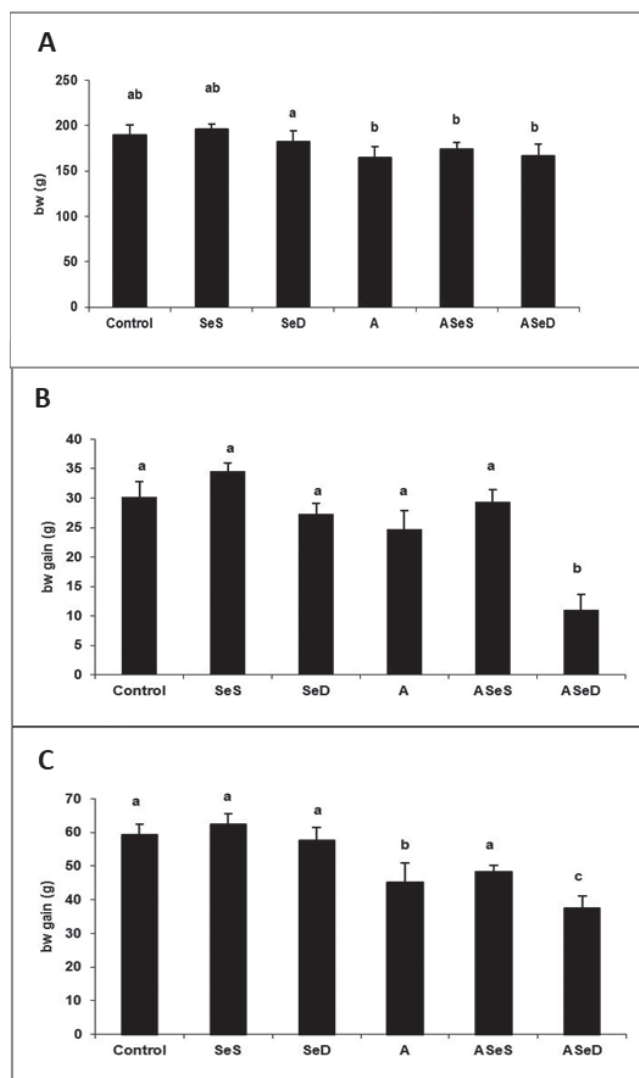 A
250
200
150
100
50
0
bw (g)
ab
ab
a
b
b
b
Control SeS SeD A ASeS ASeD
B
40
35
30
25
20
15
10
5
0
bw gain (g)
a
a
a
a
a
b
Control SeS SeD A ASeS ASeD
C
70
60
50
40
30
20
10
0
bw gain (g)
a
a
a
b
a
c
Control SeS SeD A ASeS ASeD